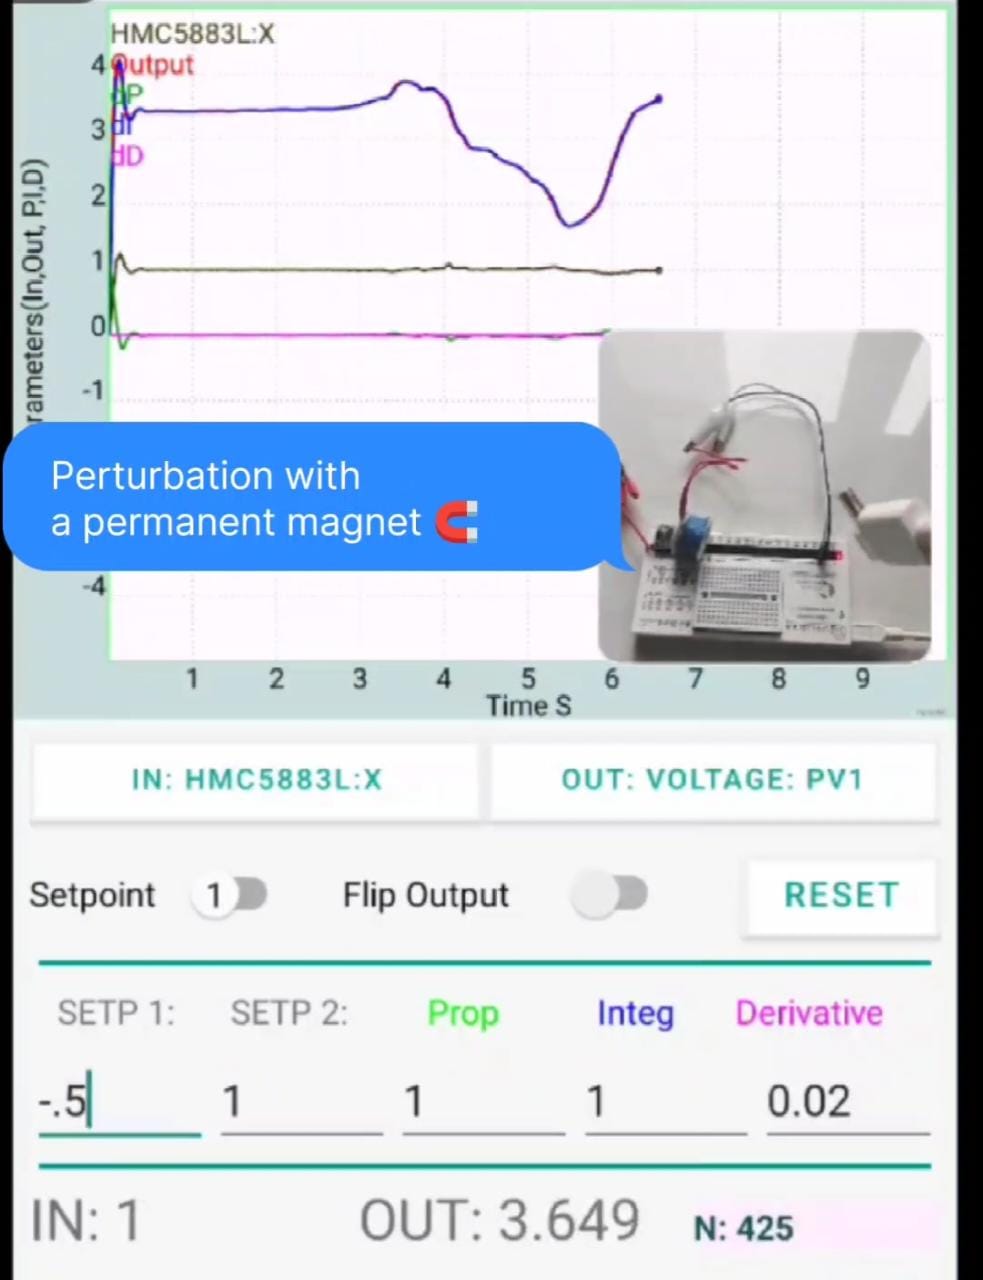 HMC5883L:X
Output
dP
dI
dD
4
3
2
1
0
-1
-4
rameters(In,Out, P,I,D)
Perturbation with
a permanent magnet 🧲
1 2 3 4 5 6 7 8 9
Time S
IN: HMC5883L:X OUT: VOLTAGE: PV1
Setpoint 1 Flip Output RESET
SETP 1: SETP 2: Prop Integ Derivative
-.5 1 1 1 0.02
IN: 1 OUT: 3.649 N: 425